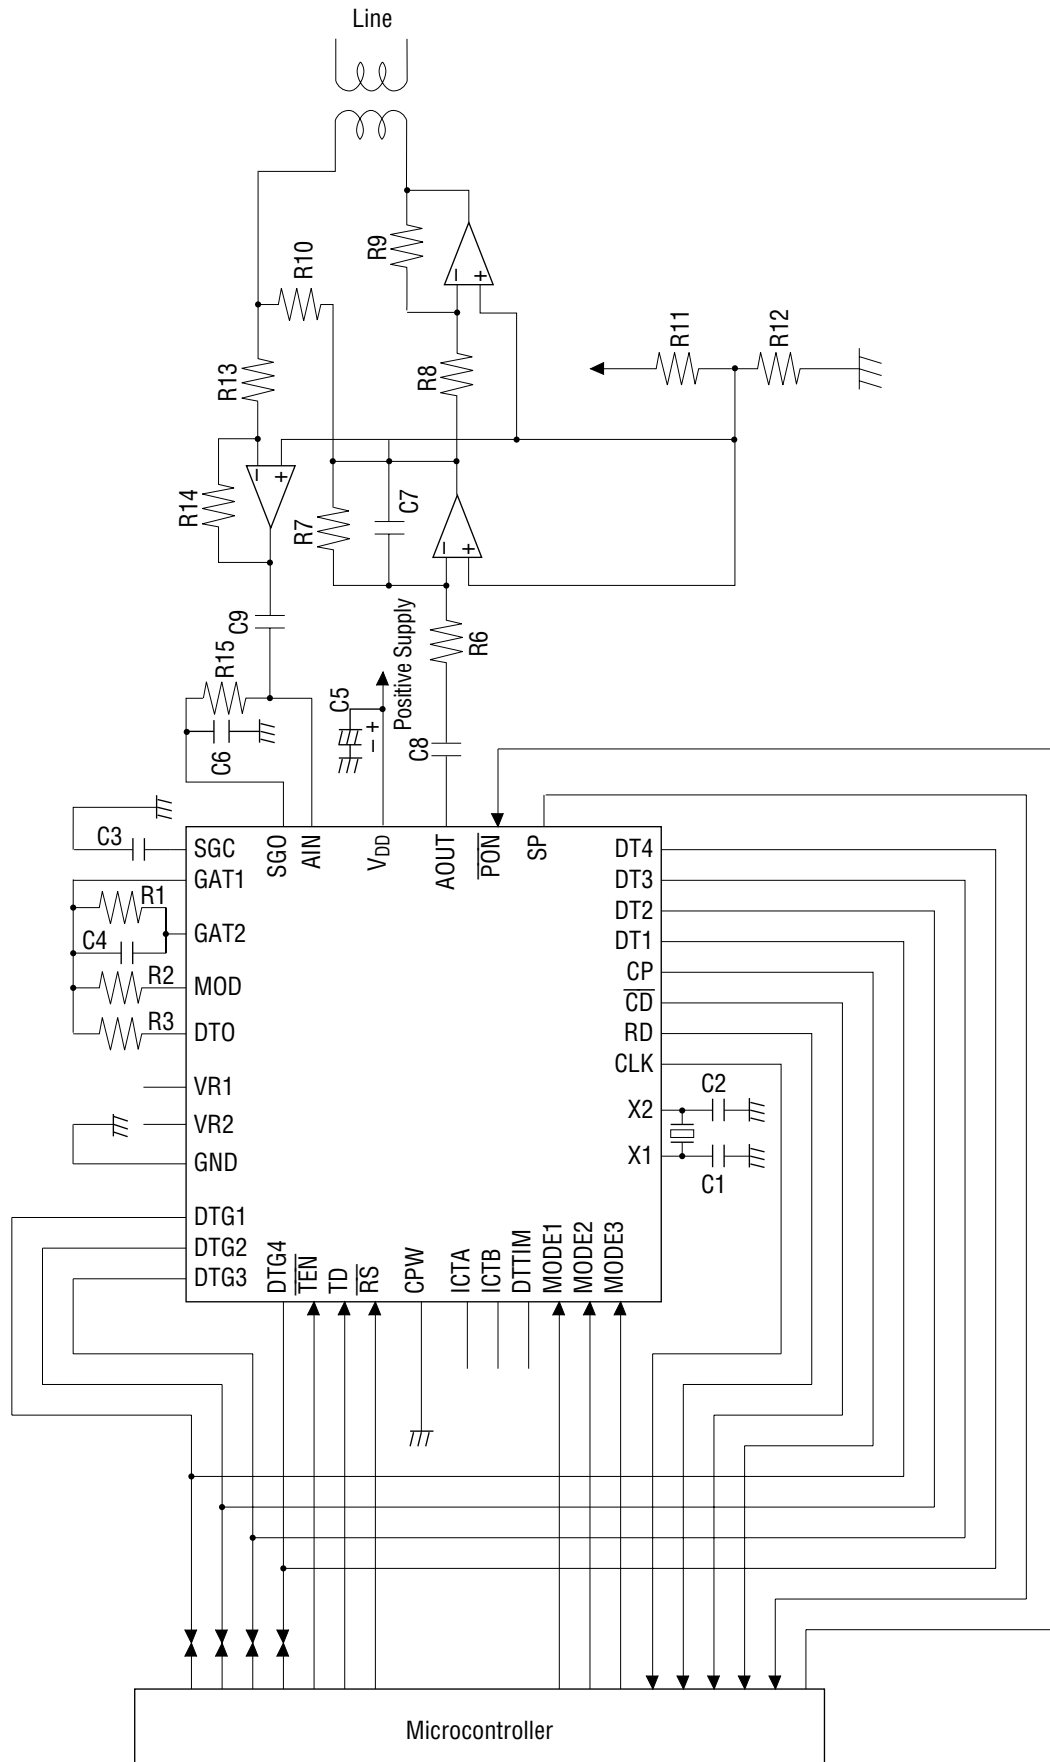 Line
R9
R10
R11
R12
R13
R8
R14
R7
C7
C9
R15
C5
Positive Supply
R6
C6
C8
− +
− +
− +
− +
C3
SGC
SGO
AIN
VDD
AOUT
PON
SP
DT4
GAT1
DT3
R1
DT2
C4
GAT2
DT1
CP
R2
MOD
CD
R3
DTO
RD
CLK
VR1
C2
X2
VR2
GND
X1
C1
DTG1
DTG2
DTG3
DTG4
TEN
TD
RS
CPW
ICTA
ICTB
DTTIM
MODE1
MODE2
MODE3
Microcontroller